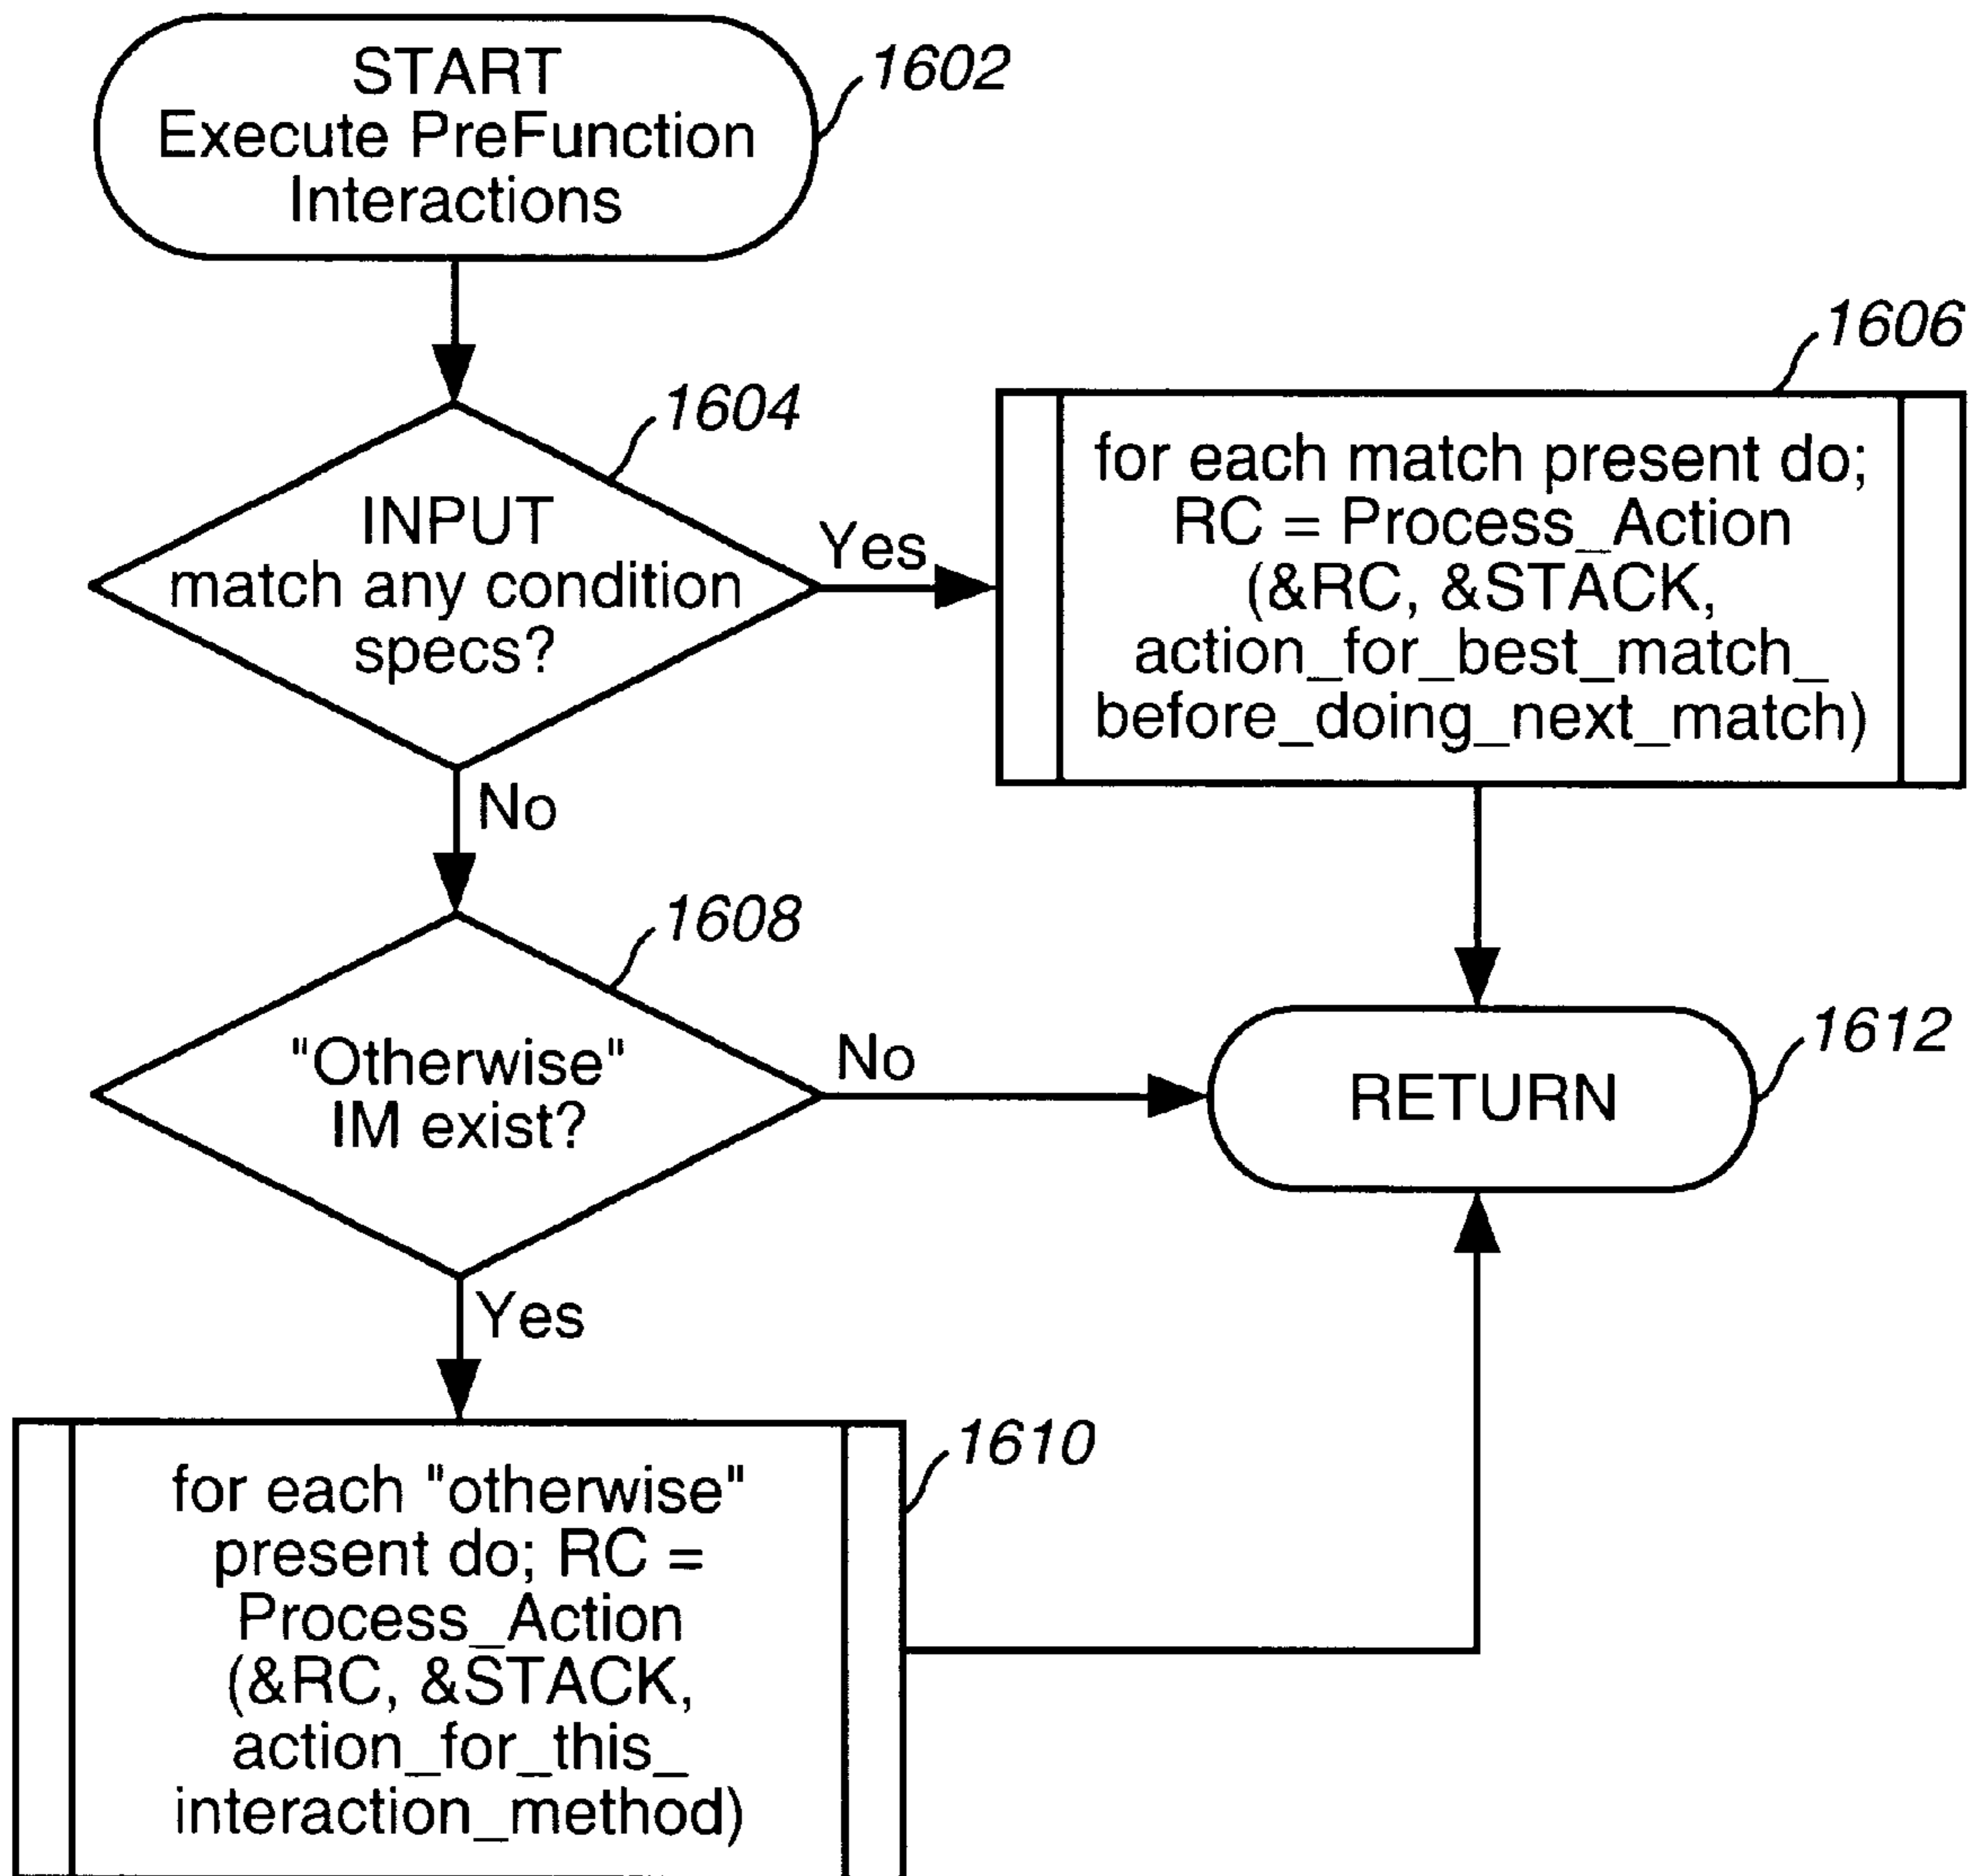 START
Execute PreFunction
Interactions
1602
1604
INPUT
match any condition
specs?
Yes
1606
for each match present do;
RC = Process_Action
(&RC, &STACK,
action_for_best_match_
before_doing_next_match)
No
1608
"Otherwise"
IM exist?
No
1612
RETURN
Yes
1610
for each "otherwise"
present do; RC =
Process_Action
(&RC, &STACK,
action_for_this_
interaction_method)